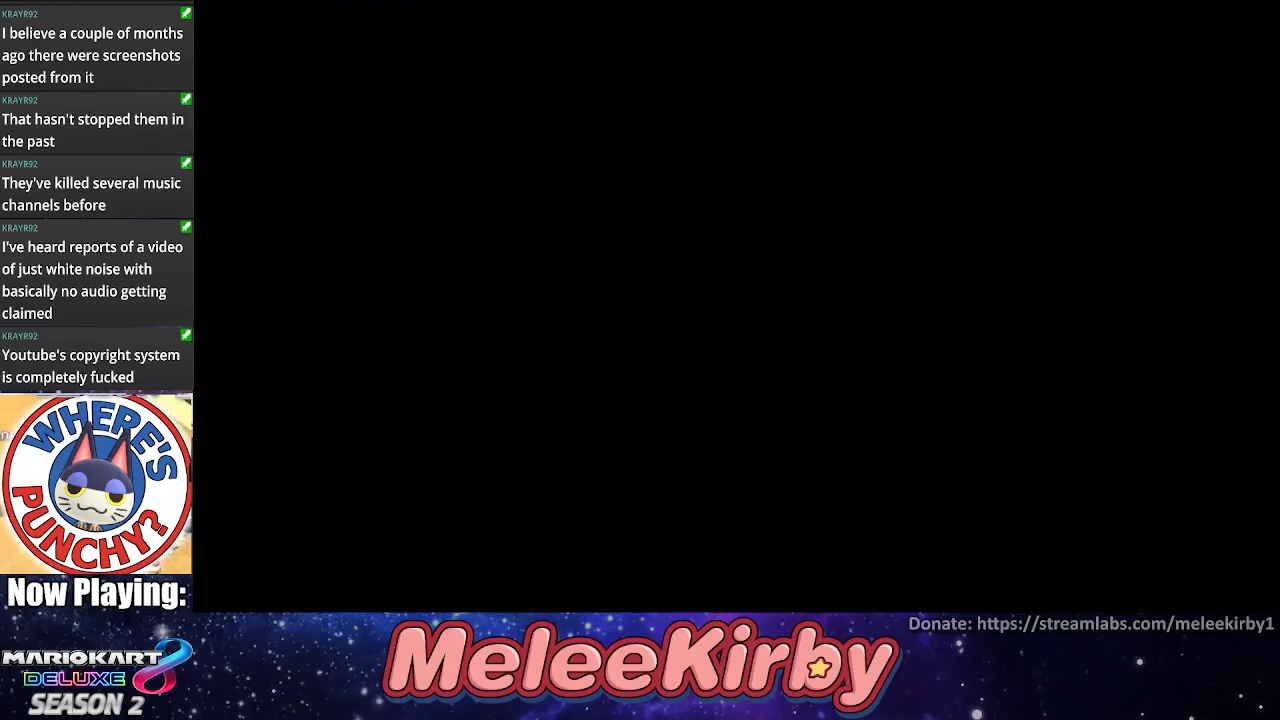 KRAYR92
I believe a couple of months
ago there were screenshots
posted from it
KRAYR92
That hasn't stopped them in
the past
KRAYR92
They've killed several music
channels before
KRAYR92
I've heard reports of a video
of just white noise with
basically no audio getting
claimed
KRAYR92
Youtube's copyright system
is completely fucked
WHERE'S
PUNCHY?
Now Playing:
MARIOKART 8
DELUXE
SEASON 2
MeleeKirby
Donate: https://streamlabs.com/meleekirby1